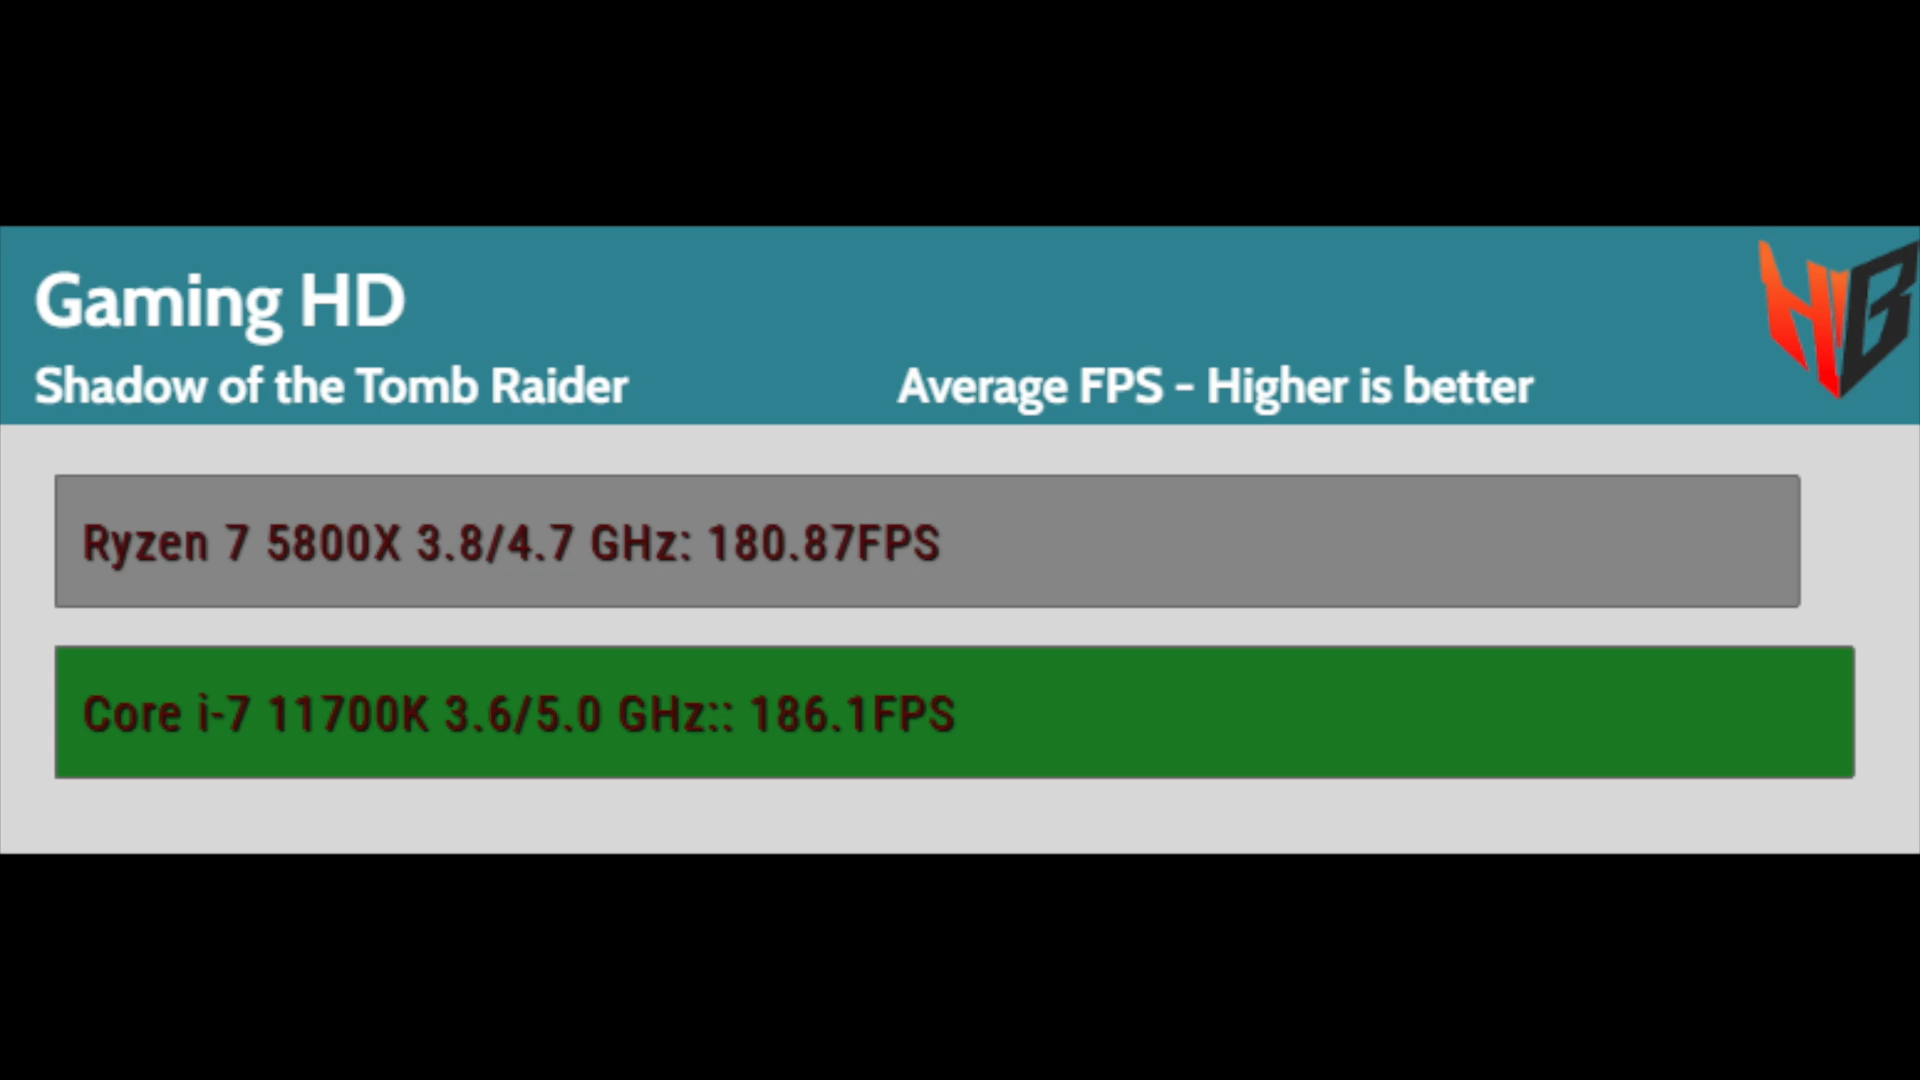 Gaming HD
Shadow of the Tomb Raider Average FPS - Higher is better
HB
Ryzen 7 5800X 3.8/4.7 GHz: 180.87FPS
Core i-7 11700K 3.6/5.0 GHz:: 186.1FPS